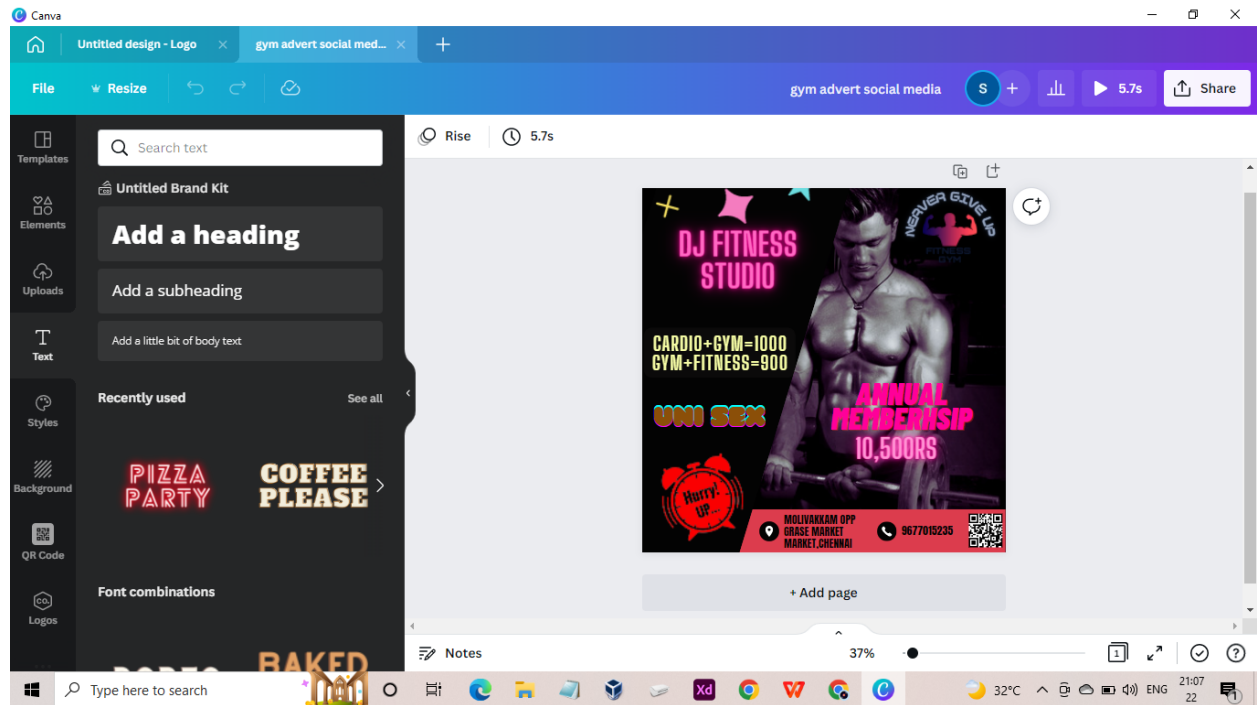 Canva
Untitled design - Logo
gym advert social med...
File
Resize
gym advert social media
S
5.7s
Share
Templates
Elements
Uploads
Text
Styles
Background
QR Code
Logos
Search text
Untitled Brand Kit
Add a heading
Add a subheading
Add a little bit of body text
Recently used
See all
PIZZA
PARTY
COFFEE
PLEASE
Font combinations
BAKED
Rise
5.7s
DJ FITNESS
STUDIO
NEAVER GIVE UP
FITNESS
GYM
CARDIO+GYM=1000
GYM+FITNESS=900
UNI SEX
ANNUAL
MEMBERHSIP
10,500RS
Hurry!
UP...
MOLIVAKKAM OPP
GRASE MARKET
MARKET,CHENNAI
9677015235
+ Add page
Notes
37%
1
Type here to search
Xd
32°C
ENG
21:07
22
1